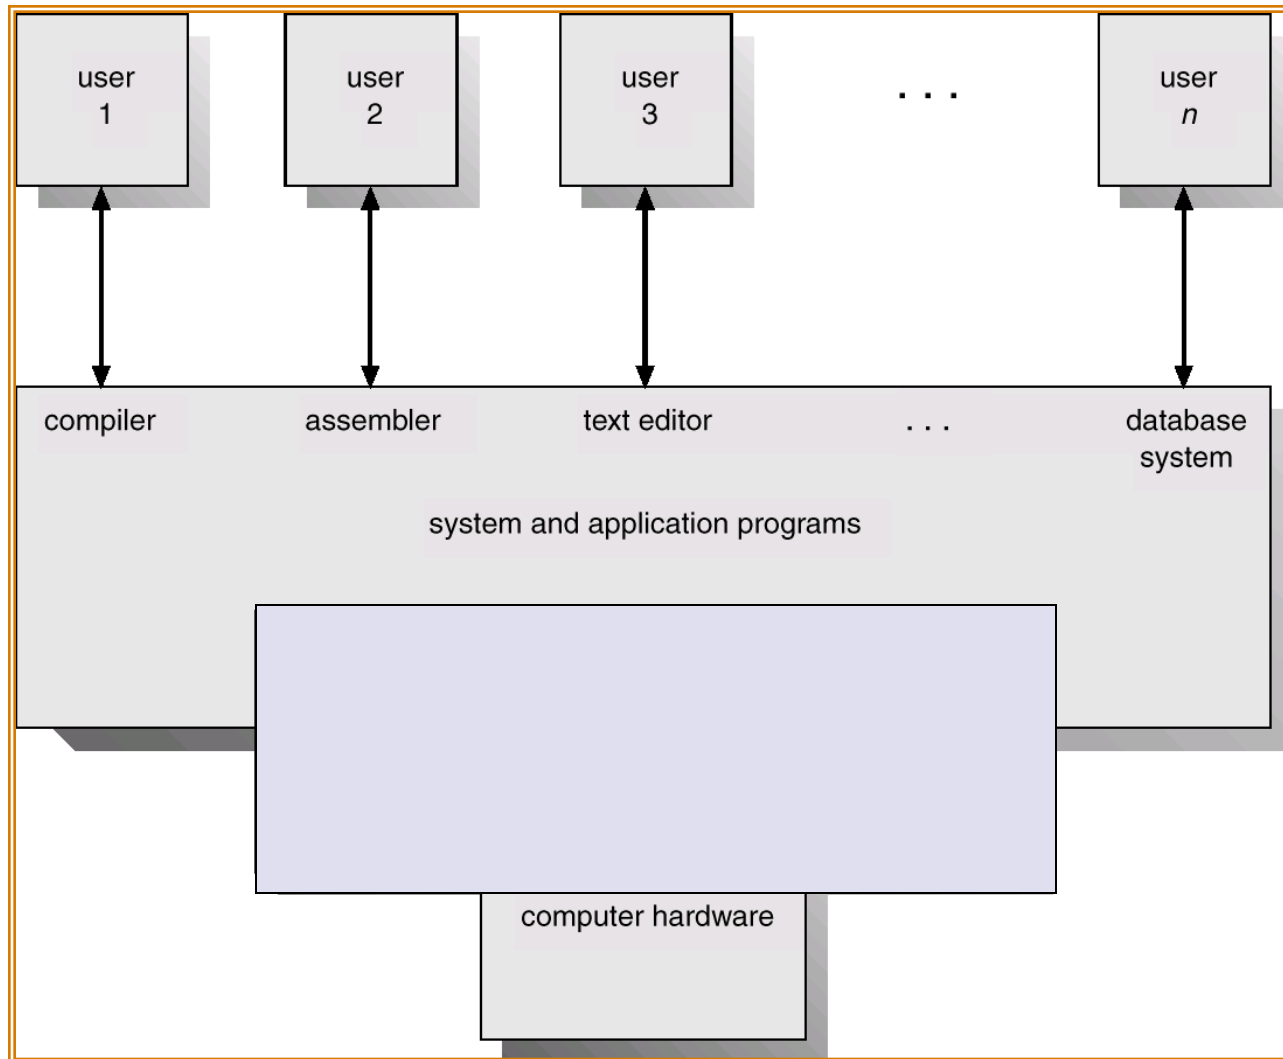 user
1
user
2
user
3
. . .
user
n
compiler
assembler
text editor
. . .
database
system
system and application programs
computer hardware